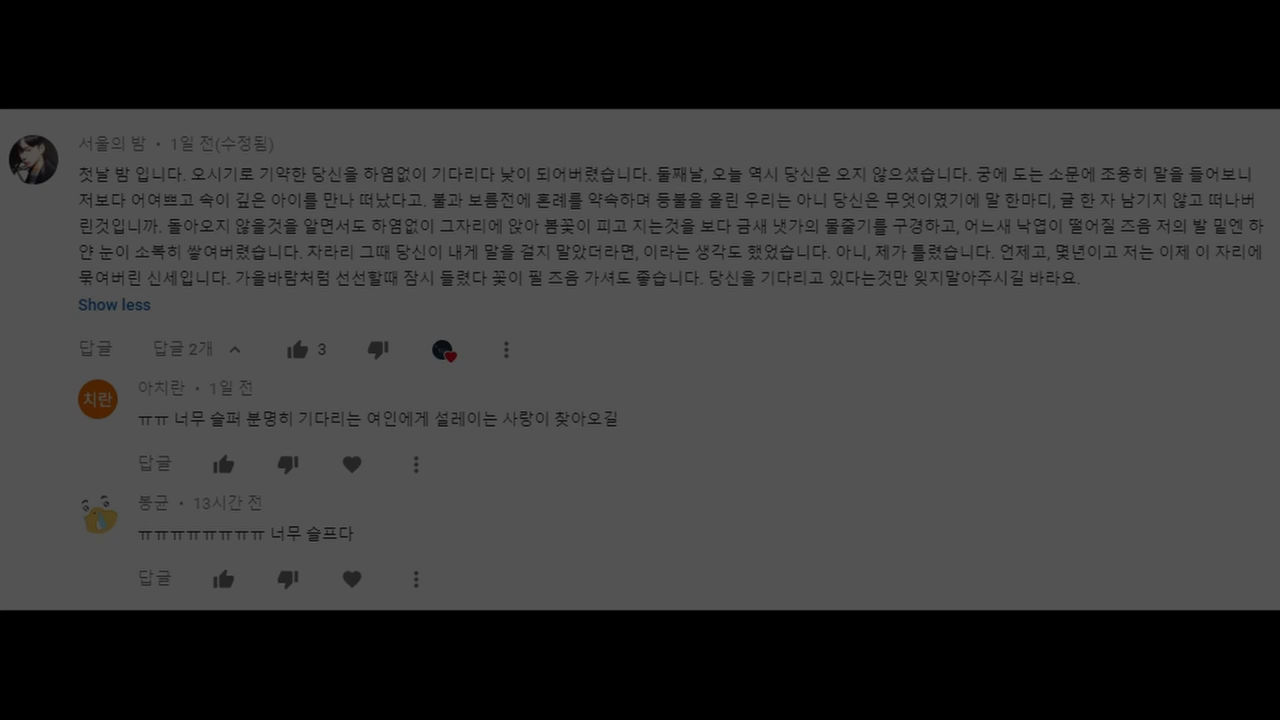 서울의 밤 • 1일 전(수정됨)
첫날 밤 입니다. 오시기로 기약한 당신을 하염없이 기다리다 낮이 되어버렸습니다. 둘째날, 오늘 역시 당신은 오지 않으셨습니다. 궁에 도는 소문에 조용히 말을 들어보니
저보다 어여쁘고 속이 깊은 아이를 만나 떠났다고. 불과 보름전에 혼례를 약속하며 등불을 올린 우리는 아니 당신은 무엇이였기에 말 한마디, 글 한 자 남기지 않고 떠나버
린것입니까. 돌아오지 않을것을 알면서도 하염없이 그자리에 앉아 봄꽃이 피고 지는것을 보다 금새 냇가의 물줄기를 구경하고, 어느새 낙엽이 떨어질 즈음 저의 발 밑엔 하
얀 눈이 소복히 쌓여버렸습니다. 차라리 그때 당신이 내게 말을 걸지 말았더라면, 이라는 생각도 했었습니다. 아니, 제가 틀렸습니다. 언제고, 몇년이고 저는 이제 이 자리에
묶여버린 신세입니다. 가을바람처럼 선선할때 잠시 들렸다 꽃이 필 즈음 가셔도 좋습니다. 당신을 기다리고 있다는것만 잊지말아주시길 바라요.
Show less
답글 답글 2개 3
치란
아치란 • 1일 전
ㅠㅠ 너무 슬퍼 분명히 기다리는 여인에게 설레이는 사랑이 찾아오길
답글
봉균 • 13시간 전
ㅠㅠㅠㅠㅠㅠㅠㅠ 너무 슬프다
답글